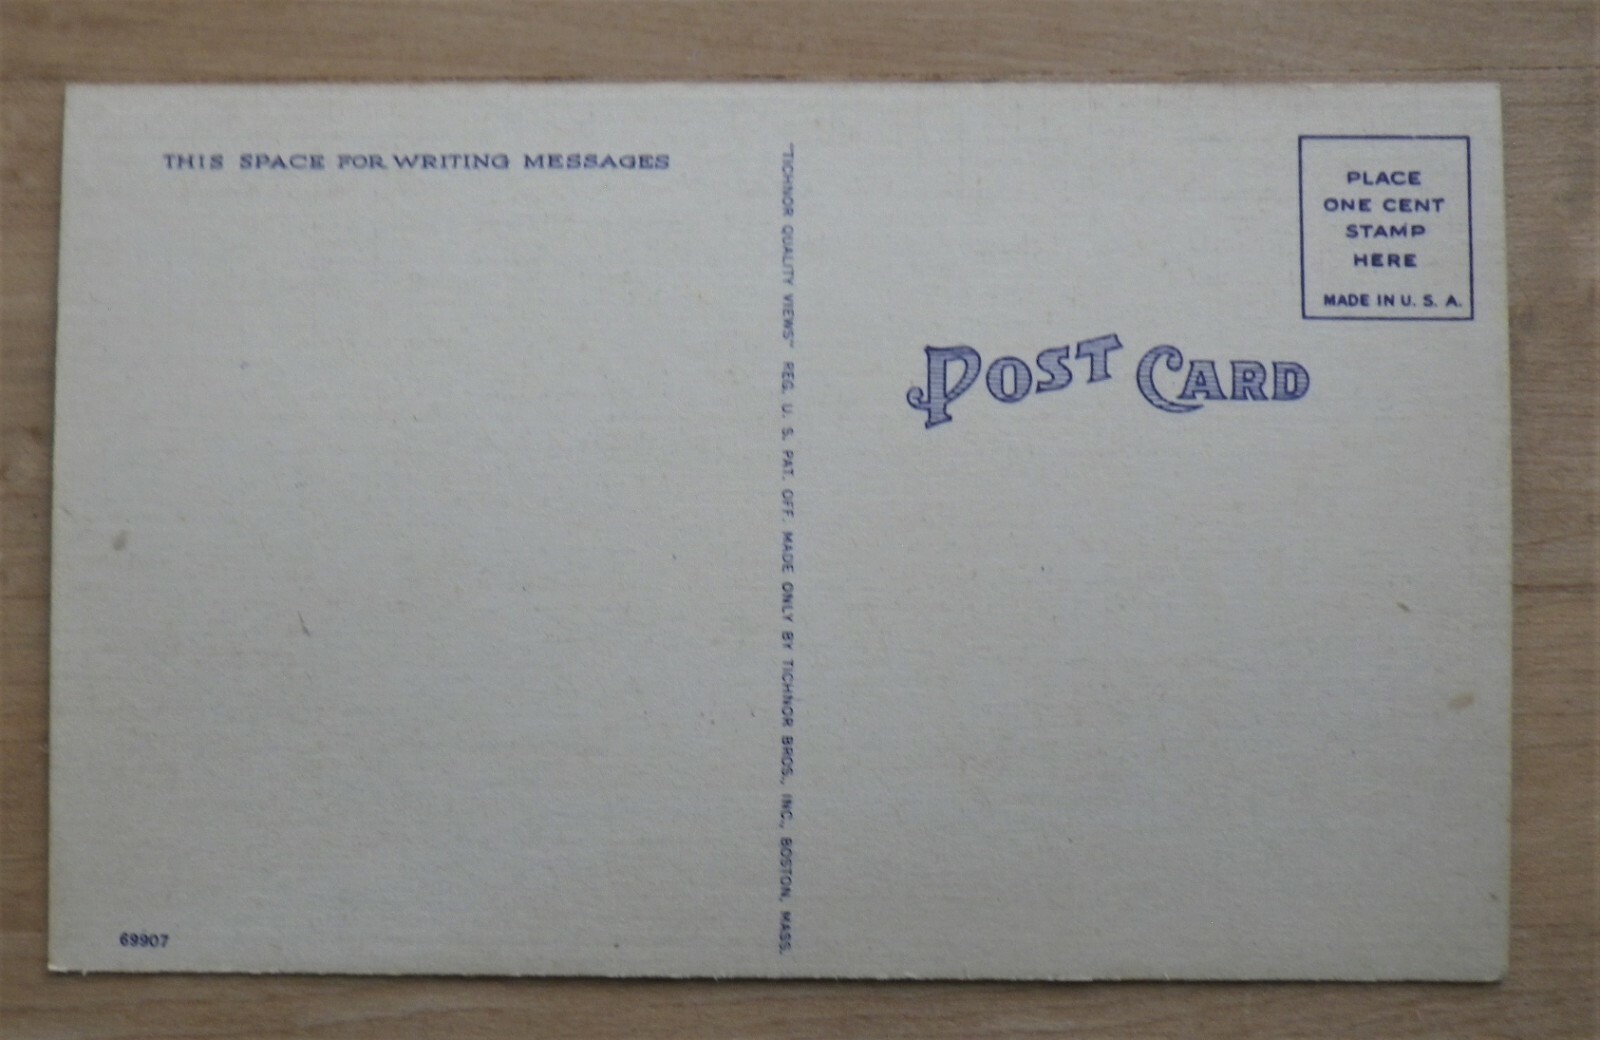 THIS SPACE FOR WRITING MESSAGES
"TICHNOR QUALITY VIEWS" REG. U. S. PAT. OFF. MADE ONLY BY TICHNOR BROS., INC., BOSTON, MASS.
PLACE
ONE CENT
STAMP
HERE
MADE IN U. S. A.
POST CARD
69907